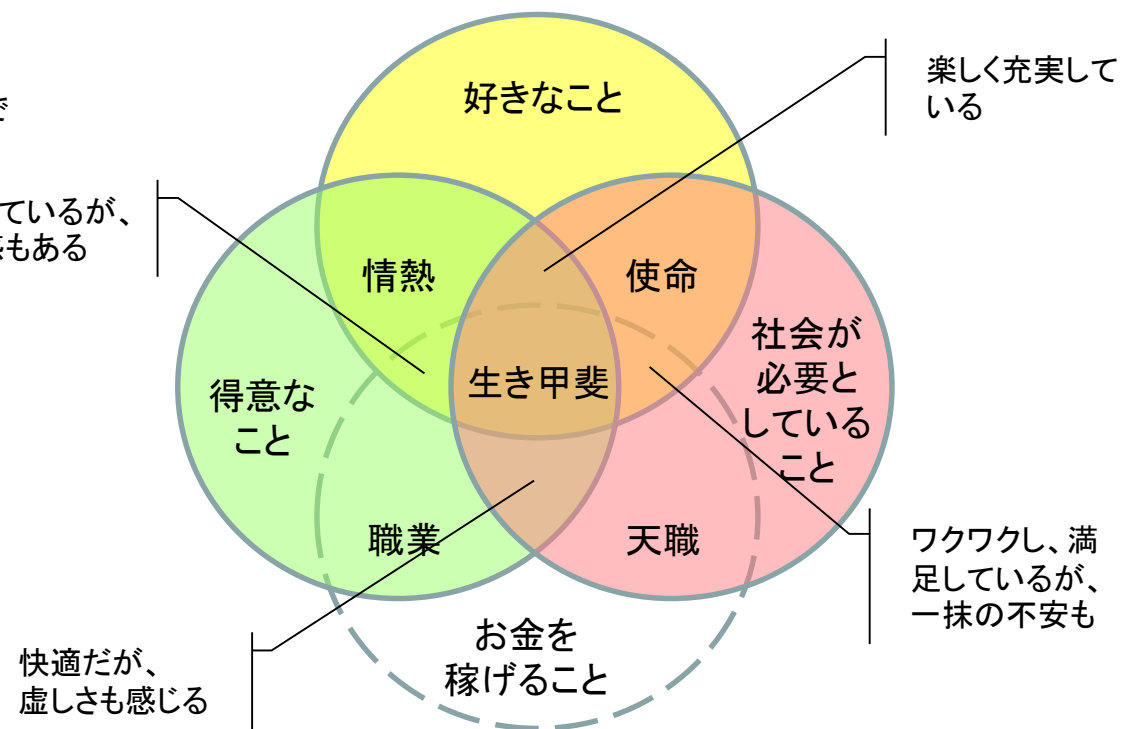 好きなこと
楽しく充実して
いる
で
ているが、
感もある
情熱
使命
社会が
必要と
している
こと
生き甲斐
得意な
こと
職業
天職
ワクワクし、満
足しているが、
一抹の不安も
お金を
稼げること
快適だが、
虚しさも感じる